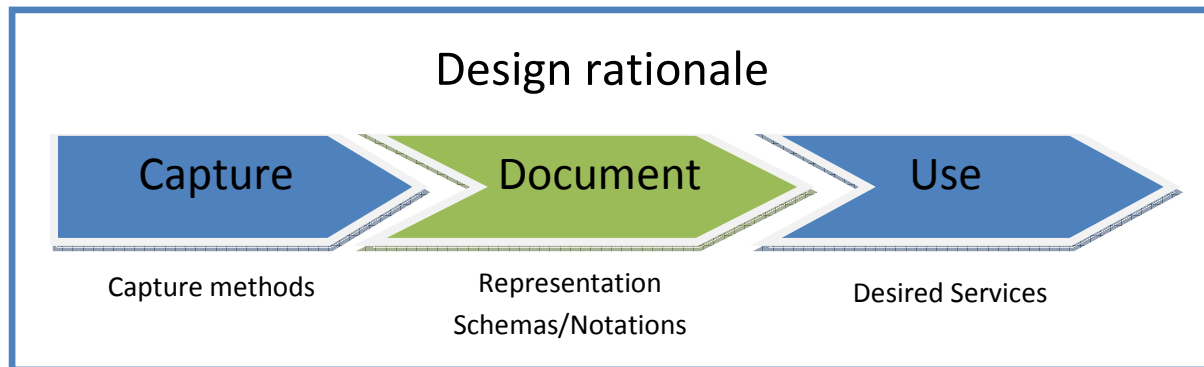 Design rationale
Capture
Document
Use
Capture methods
Representation
Schemas/Notations
Desired Services